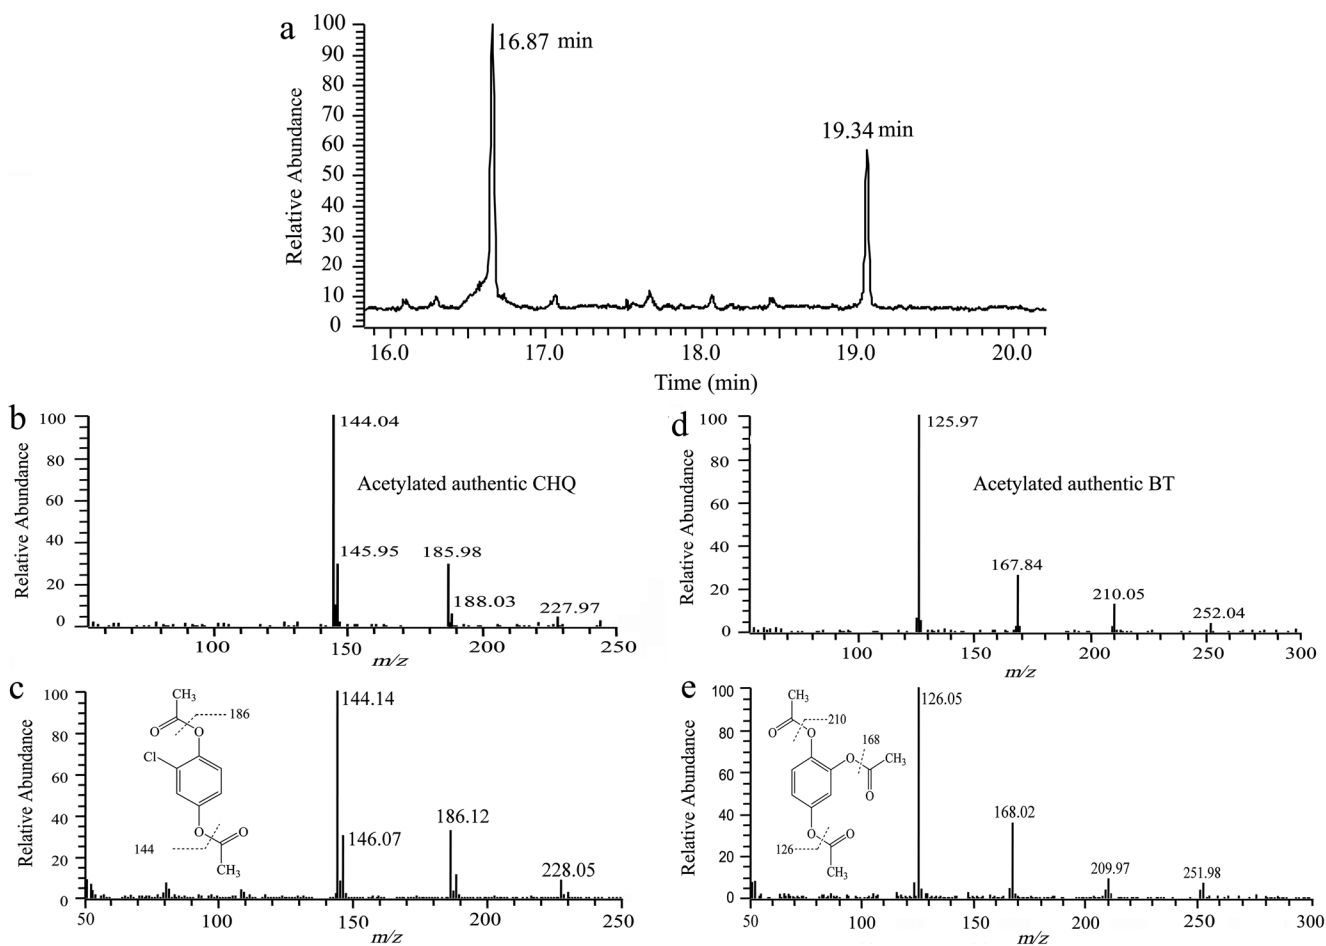 a
100
90
80
70
60
50
40
30
20
10
0
Relative Abundance
16.87 min
19.34 min
16.0 17.0 18.0 19.0 20.0
Time (min)
b
100
80
60
40
20
0
Relative Abundance
144.04
Acetylated authentic CHQ
145.95 185.98
188.03
227.97
100 150 200 250
m/z
d
100
80
60
40
20
0
Relative Abundance
125.97
Acetylated authentic BT
167.84
210.05
252.04
100 150 200 250 300
m/z
c
100
80
60
40
20
0
Relative Abundance
CH3
186
O
O
Cl
O
O
144
CH3
144.14
146.07
186.12
228.05
50 100 150 200 250
m/z
e
100
80
60
40
20
0
Relative Abundance
CH3
210
O
O
168
O
CH3
O
O
O
126
CH3
126.05
168.02
209.97
251.98
50 100 150 200 250 300
m/z